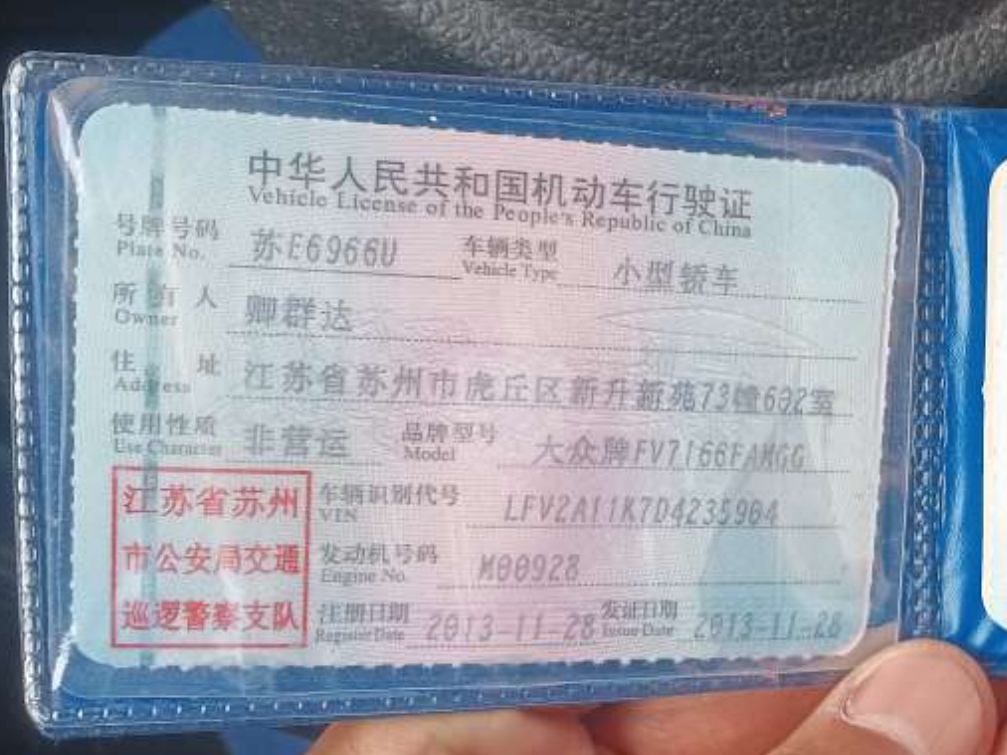 中华人民共和国机动车行驶证
Vehicle License of the People's Republic of China
号牌号码 苏E6966U 车辆类型 小型轿车
Plate No. Vehicle Type
所有人 卿群达
Owner
住址 江苏省苏州市虎丘区新升新苑73幢602室
Address
使用性质 非营运 品牌型号 大众牌FV7166FAMGG
Use Character Model
江苏省苏州
市公安局交通
巡逻警察支队
车辆识别代号 LFV2A11K7D4235904
VIN
发动机号码 M00928
Engine No.
注册日期 2013-11-28 发证日期 2013-11-28
Register Date Issue Date